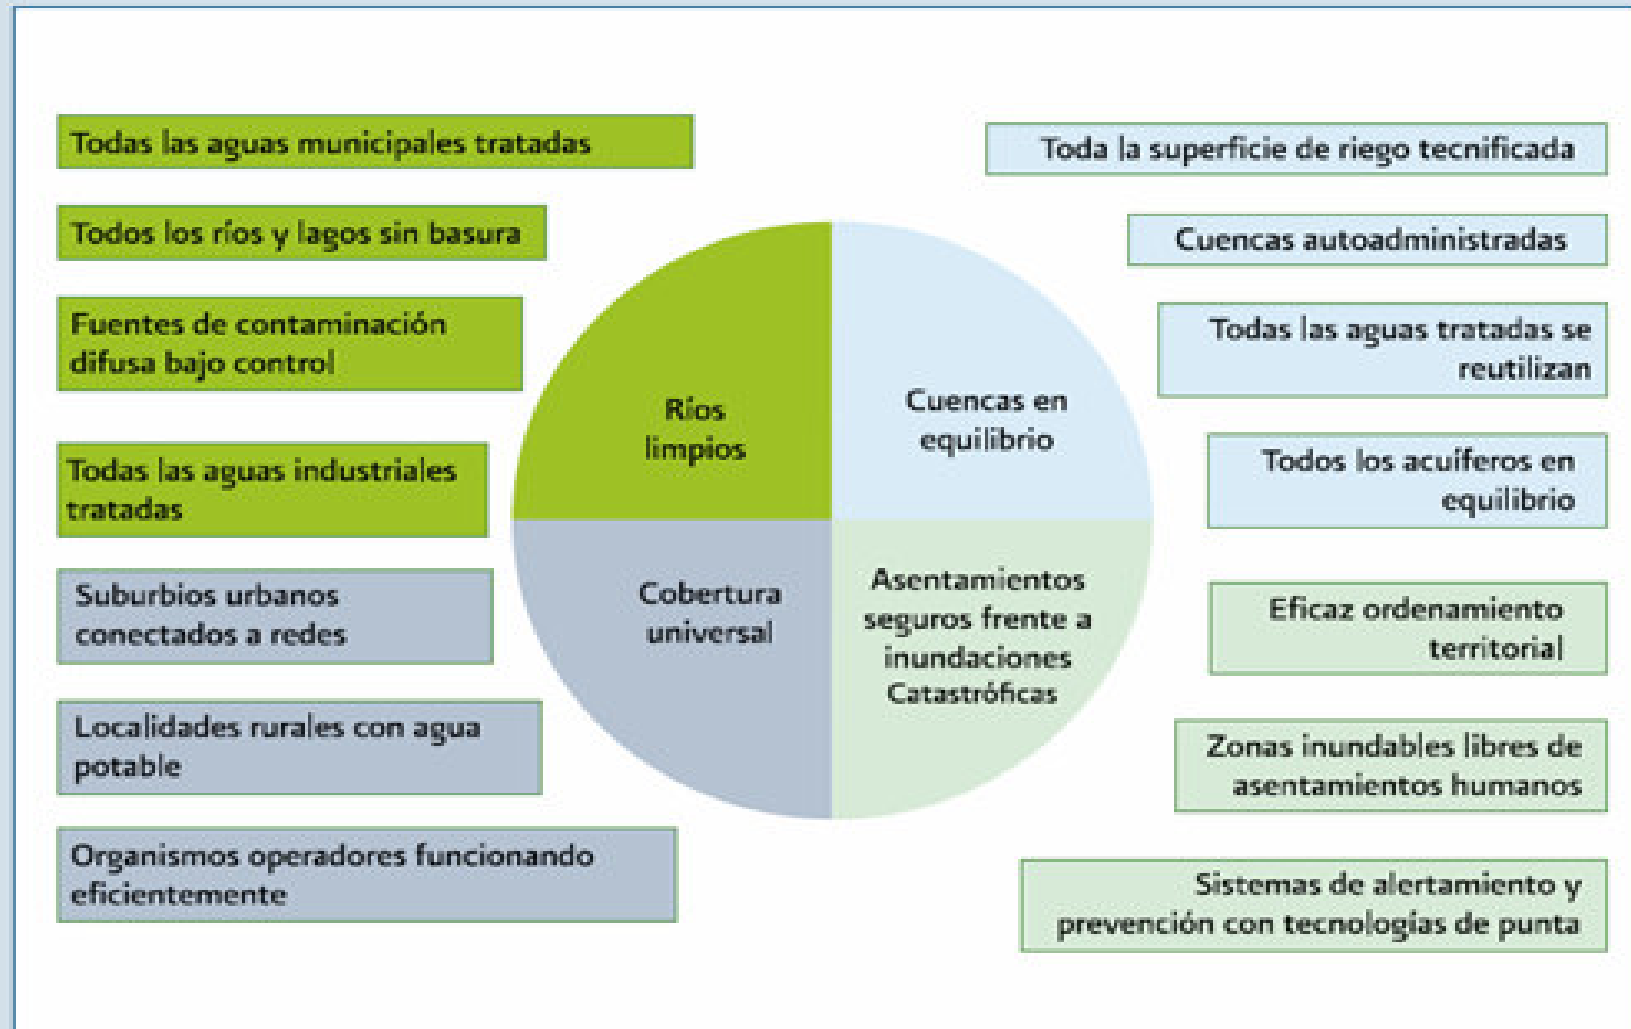 Todas las aguas municipales tratadas
Todos los ríos y lagos sin basura
Fuentes de contaminación
difusa bajo control
Todas las aguas industriales
tratadas
Suburbios urbanos
conectados a redes
Localidades rurales con agua
potable
Organismos operadores funcionando
eficientemente
Ríos
limpios
Cuencas en
equilibrio
Cobertura
universal
Asentamientos
seguros frente a
inundaciones
Catastróficas
Toda la superficie de riego tecnificada
Cuencas autoadministradas
Todas las aguas tratadas se
reutilizan
Todos los acuíferos en
equilibrio
Eficaz ordenamiento
territorial
Zonas inundables libres de
asentamientos humanos
Sistemas de alertamiento y
prevención con tecnologías de punta